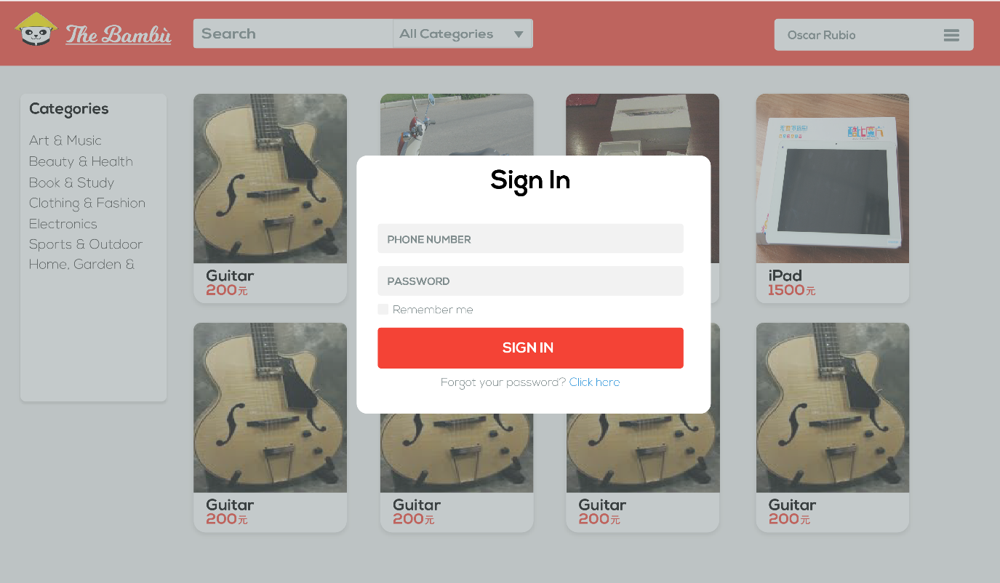 The Bambù
Search
All Categories
Oscar Rubio
Categories
Art & Music
Beauty & Health
Book & Study
Clothing & Fashion
Electronics
Sports & Outdoor
Home, Garden &
Sign In
PHONE NUMBER
PASSWORD
Remember me
SIGN IN
Forgot your password? Click here
酷比魔方
Guitar
200元
iPad
1500元
Guitar
200元
Guitar
200元
Guitar
200元
Guitar
200元